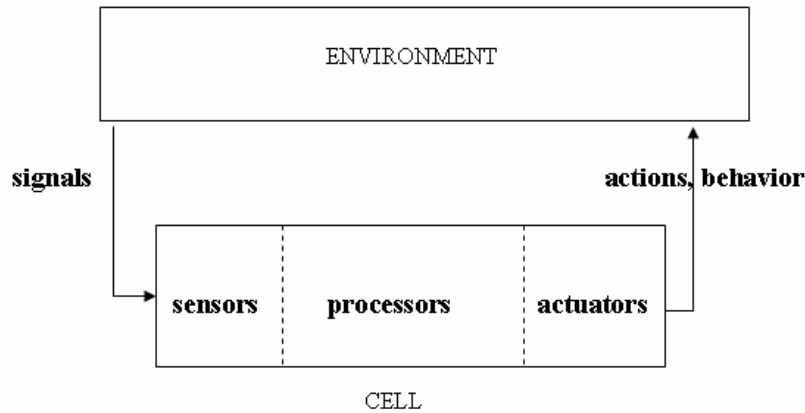 ENVIRONMENT
signals
actions, behavior
sensors
processors
actuators
CELL